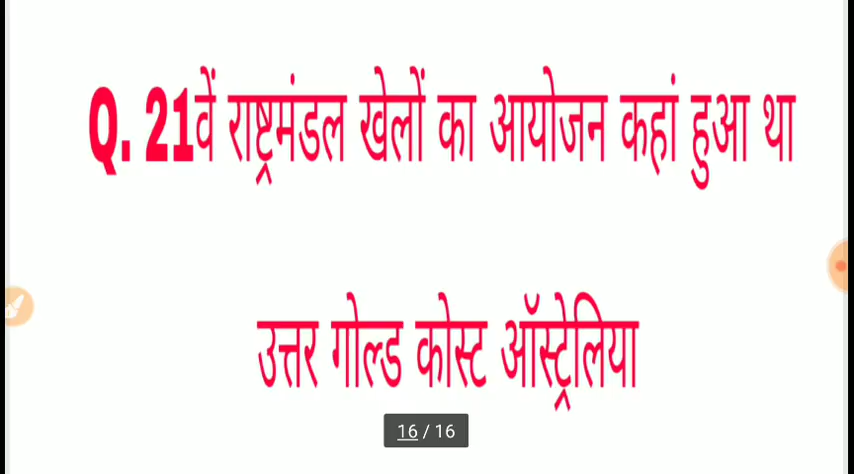 Q. 21वें राष्ट्रमंडल खेलों का आयोजन कहां हुआ था
उत्तर गोल्ड कोस्ट ऑस्ट्रेलिया
16 / 16